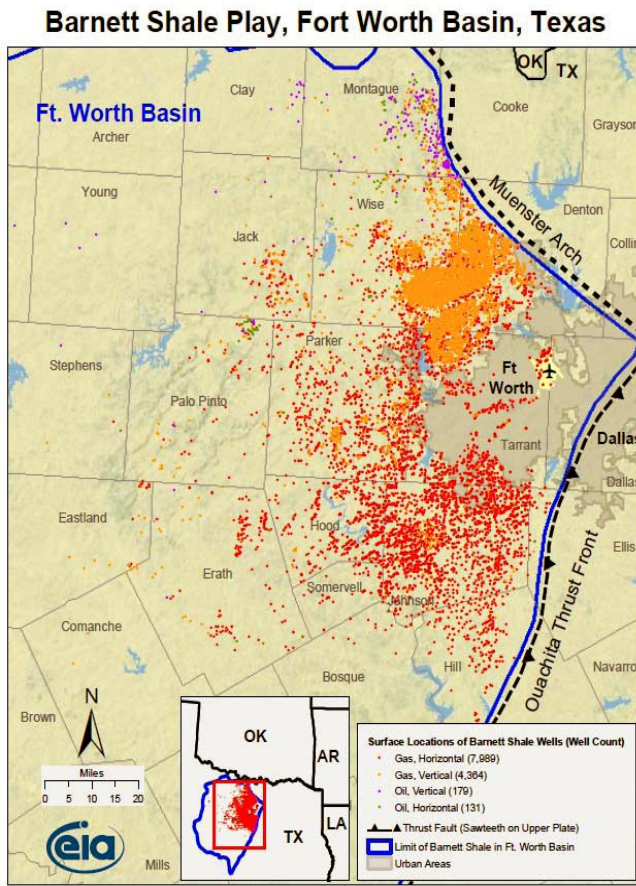 Barnett Shale Play, Fort Worth Basin, Texas
OK
TX
Clay
Montague
Cooke
Grayson
Ft. Worth Basin
Archer
Young
Wise
Denton
Muenster Arch
Collin
Jack
Parker
Stephens
Palo Pinto
Ft
Worth
Tarrant
Dallas
Dallas
Eastland
Hood
Ellis
Erath
Somervell
Johnson
Ouachita Thrust Front
Comanche
Bosque
Hill
Navarro
Brown
N
Miles
0 5 10 15 20
eia
Mills
OK
AR
TX
LA
Surface Locations of Barnett Shale Wells (Well Count)
Gas, Horizontal (7,989)
Gas, Vertical (4,364)
Oil, Vertical (179)
Oil, Horizontal (131)
Thrust Fault (Sawteeth on Upper Plate)
Limit of Barnett Shale in Ft. Worth Basin
Urban Areas